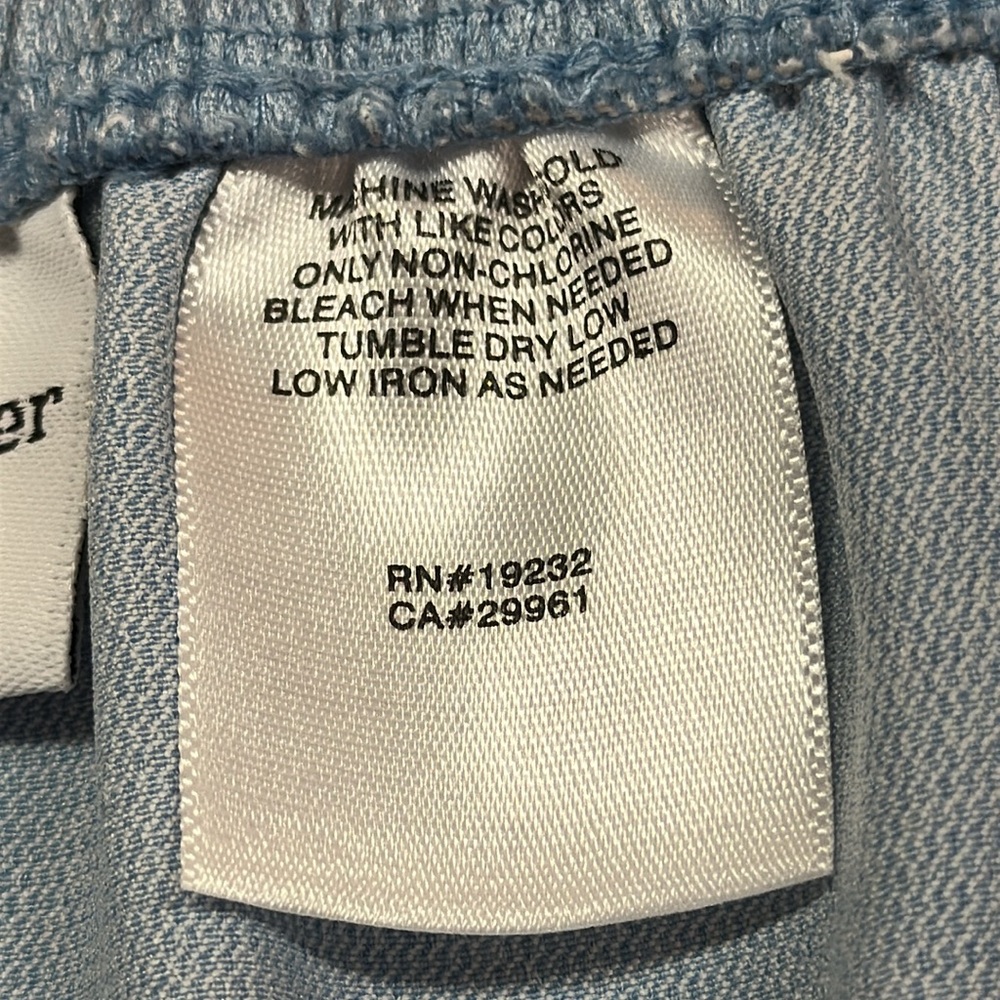 MACHINE WASH COLD
WITH LIKE COLORS
ONLY NON-CHLORINE
BLEACH WHEN NEEDED
TUMBLE DRY LOW
LOW IRON AS NEEDED
er
RN#19232
CA#29961